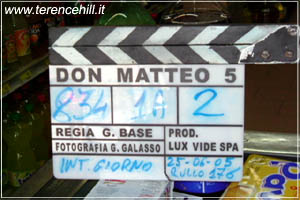 www.terencehill.it
DON MATTEO 5
834 1A 2
REGIA G. BASE PROD.
FOTOGRAFIA G. GALASSO LUX VIDE SPA
INT. GIORNO 25-06-05
RULLO 176